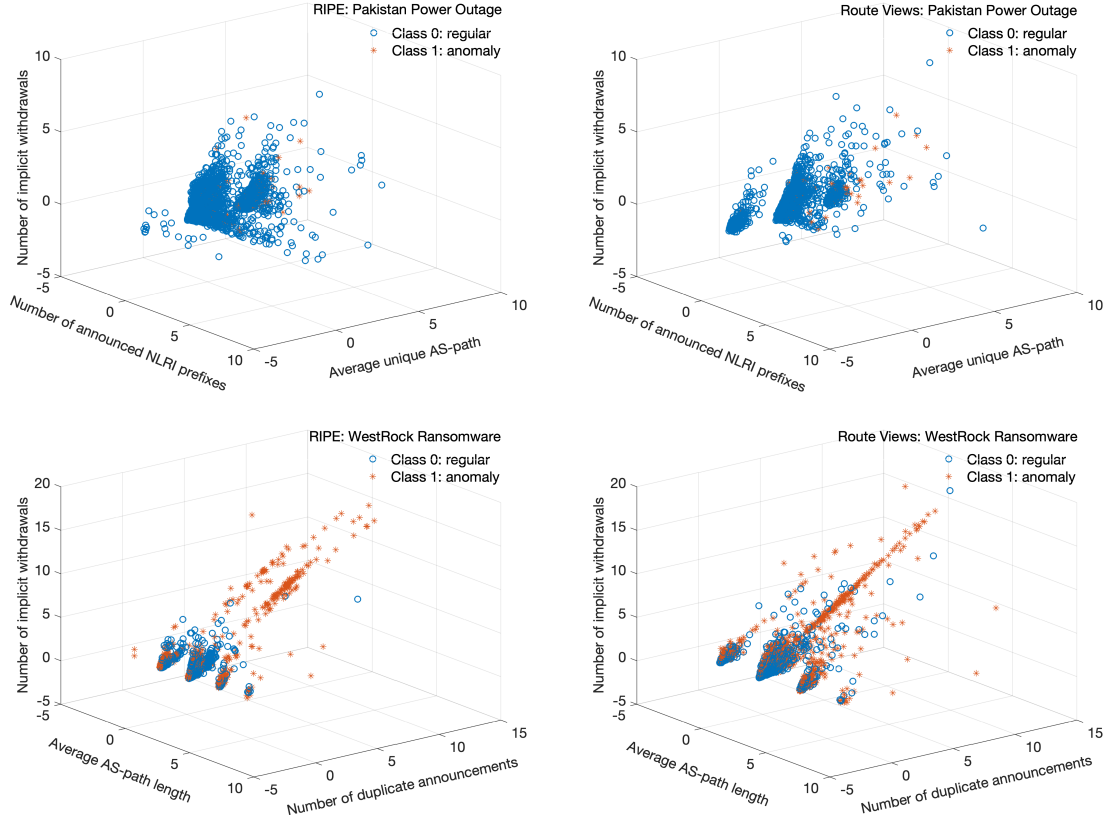 RIPE: Pakistan Power Outage
Class 0: regular
Class 1: anomaly
10
5
0
-5
Number of implicit withdrawals
-5
0
5
10
Number of announced NLRI prefixes
-5
0
5
10
Average unique AS-path
Route Views: Pakistan Power Outage
Class 0: regular
Class 1: anomaly
10
5
0
-5
Number of implicit withdrawals
-5
0
5
10
Number of announced NLRI prefixes
-5
0
5
10
Average unique AS-path
RIPE: WestRock Ransomware
Class 0: regular
Class 1: anomaly
20
15
10
5
0
-5
Number of implicit withdrawals
-5
0
5
10
Average AS-path length
-5
0
5
10
15
Number of duplicate announcements
Route Views: WestRock Ransomware
Class 0: regular
Class 1: anomaly
20
15
10
5
0
-5
Number of implicit withdrawals
-5
0
5
10
Average AS-path length
-5
0
5
10
15
Number of duplicate announcements